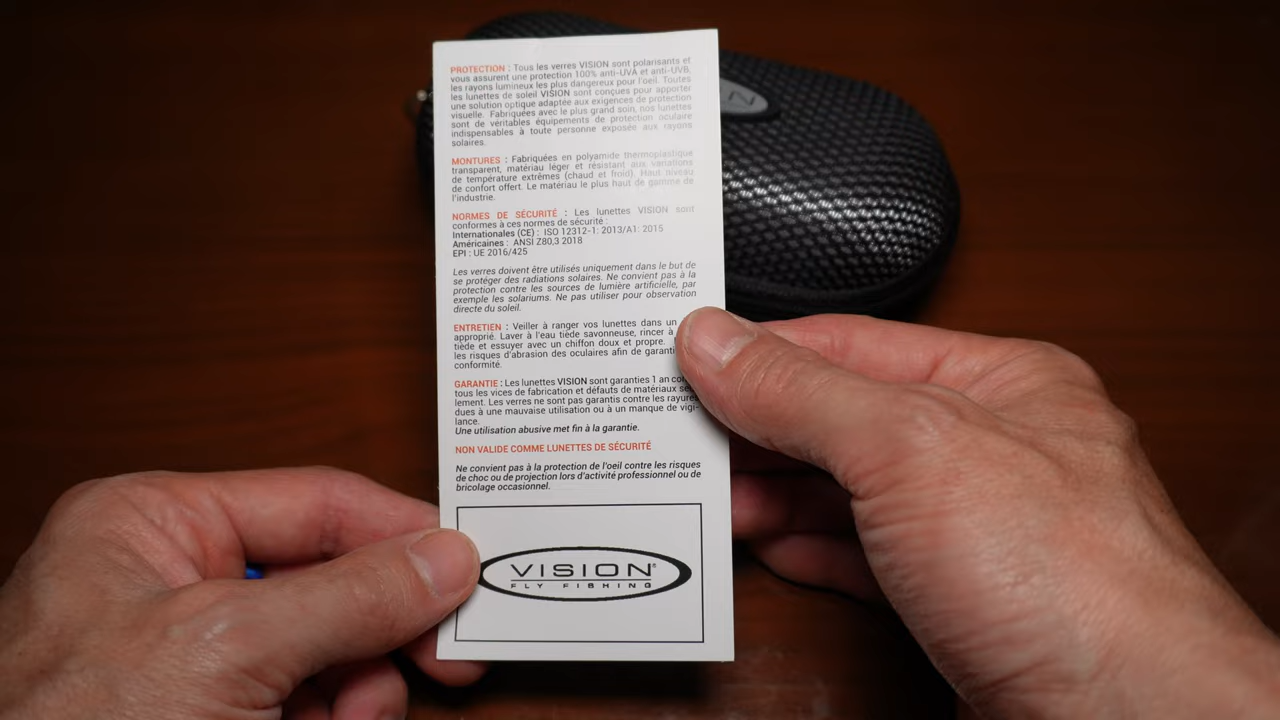 PROTECTION : Tous les verres VISION sont polarisants et
vous assurent une protection 100% anti-UVA et anti-UVB,
les rayons lumineux les plus dangereux pour l'oeil. Toutes
les lunettes de soleil VISION sont conçues pour apporter
une solution optique adaptée aux exigences de protection
visuelle. Fabriquées avec le plus grand soin, nos lunettes
sont de véritables équipements de protection oculaire
indispensables à toute personne exposée aux rayons
solaires.
MONTURES : Fabriquées en polyamide thermoplastique
transparent, matériau léger et résistant aux variations
de température extrêmes (chaud et froid). Haut niveau
de confort offert. Le matériau le plus haut de gamme de
l'industrie.
NORMES DE SÉCURITÉ : Les lunettes VISION sont
conformes à ces normes de sécurité :
Internationales (CE) : ISO 12312-1: 2013/A1: 2015
Américaines : ANSI Z80,3 2018
EPI : UE 2016/425
Les verres doivent être utilisés uniquement dans le but de
se protéger des radiations solaires. Ne convient pas à la
protection contre les sources de lumière artificielle, par
exemple les solariums. Ne pas utiliser pour observation
directe du soleil.
ENTRETIEN : Veiller à ranger vos lunettes dans un
approprié. Laver à l'eau tiède savonneuse, rincer à
tiède et essuyer avec un chiffon doux et propre.
les risques d'abrasion des oculaires afin de garanti
conformité.
GARANTIE : Les lunettes VISION sont garanties 1 an
tous les vices de fabrication et défauts de matériaux
lement. Les verres ne sont pas garantis contre les rayures
dues à une mauvaise utilisation ou à un manque de vigi-
lance.
Une utilisation abusive met fin à la garantie.
NON VALIDE COMME LUNETTES DE SÉCURITÉ
Ne convient pas à la protection de l'oeil contre les risques
de choc ou de projection lors d'activité professionnel ou de
bricolage occasionnel.
VISION®
FLY FISHING